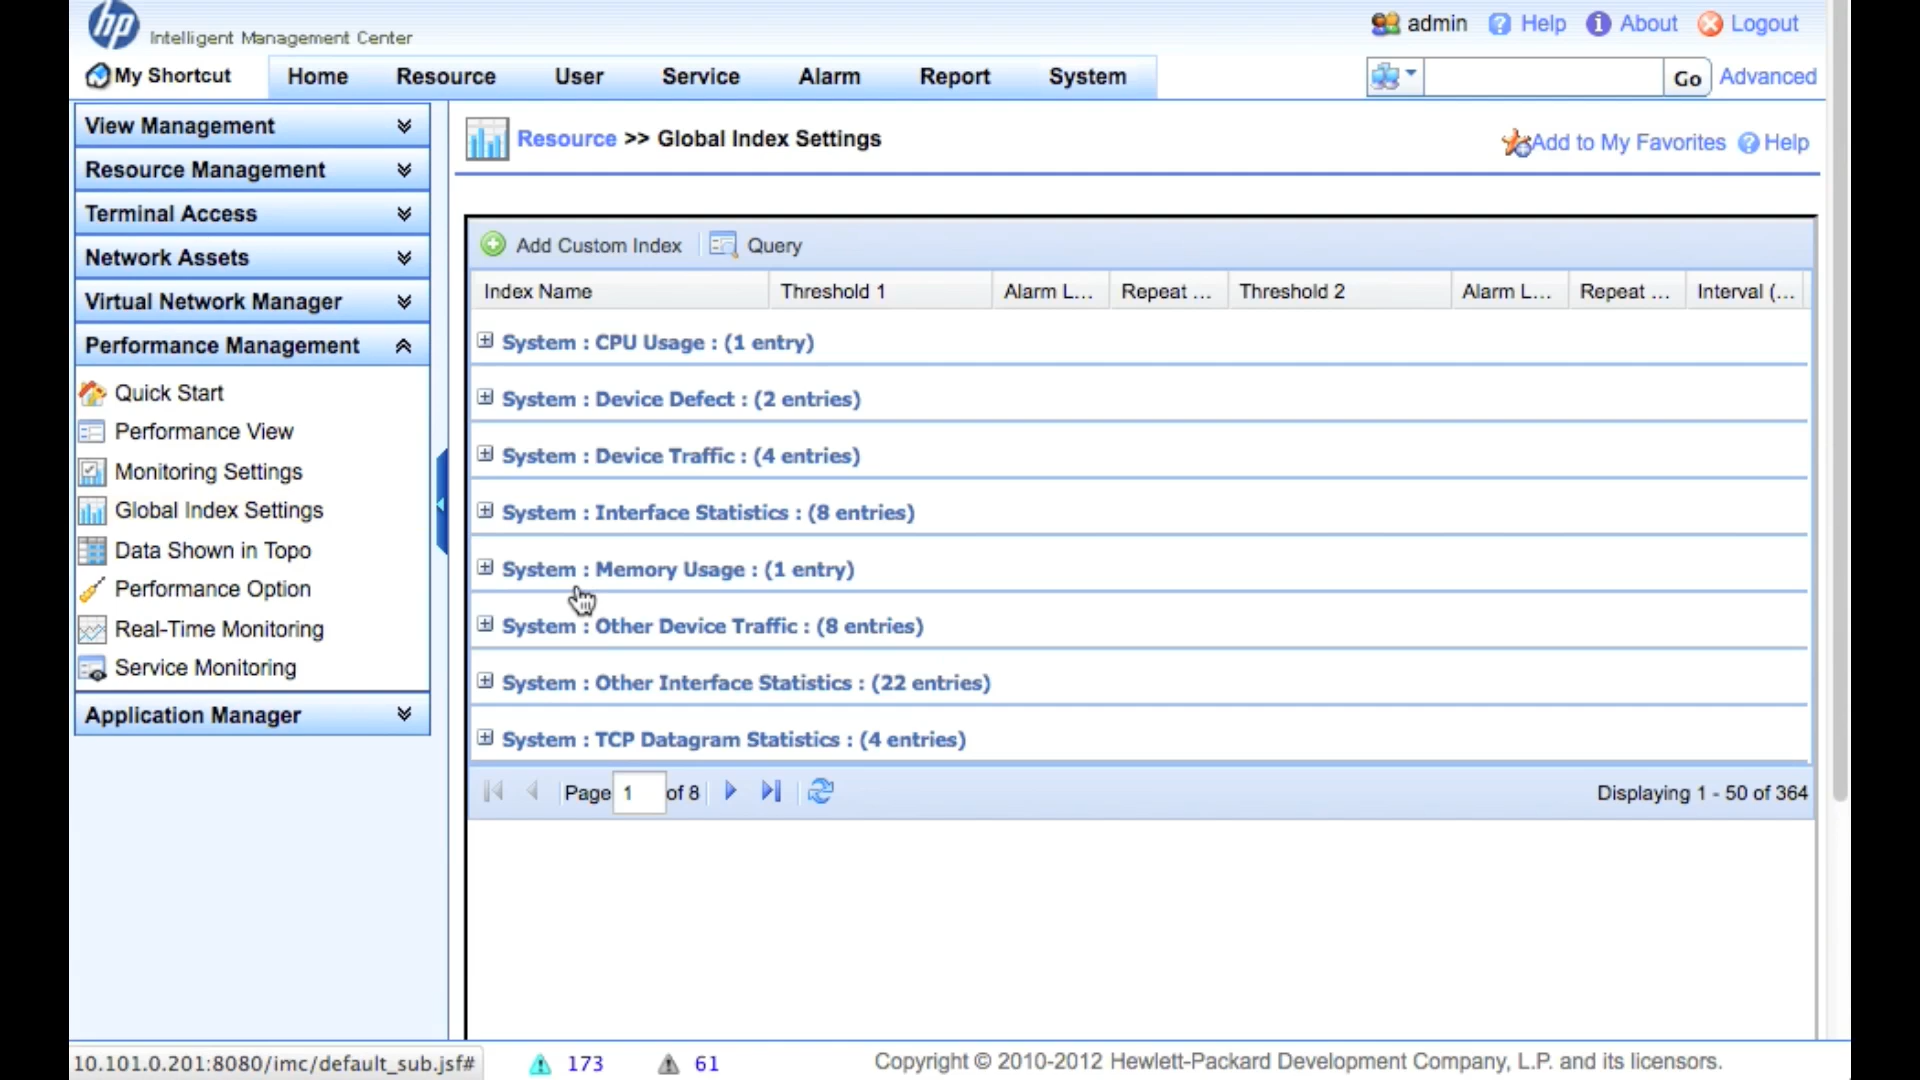 hp
Intelligent Management Center
admin Help About Logout
My Shortcut Home Resource User Service Alarm Report System Go Advanced
View Management
Resource Management
Terminal Access
Network Assets
Virtual Network Manager
Performance Management
Quick Start
Performance View
Monitoring Settings
Global Index Settings
Data Shown in Topo
Performance Option
Real-Time Monitoring
Service Monitoring
Application Manager
Resource >> Global Index Settings
Add to My Favorites Help
Add Custom Index Query
Index Name Threshold 1 Alarm L... Repeat ... Threshold 2 Alarm L... Repeat ... Interval (...
System : CPU Usage : (1 entry)
System : Device Defect : (2 entries)
System : Device Traffic : (4 entries)
System : Interface Statistics : (8 entries)
System : Memory Usage : (1 entry)
System : Other Device Traffic : (8 entries)
System : Other Interface Statistics : (22 entries)
System : TCP Datagram Statistics : (4 entries)
Page 1 of 8 Displaying 1 - 50 of 364
10.101.0.201:8080/imc/default_sub.jsf# 173 61 Copyright © 2010-2012 Hewlett-Packard Development Company, L.P. and its licensors.